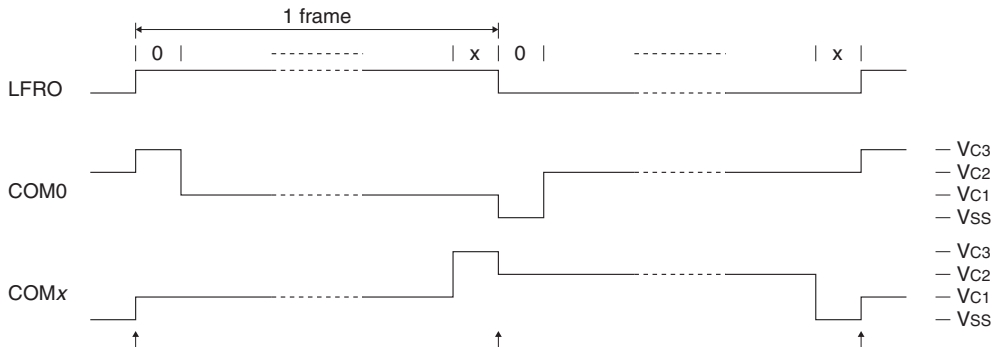 1 frame
0 x 0 x
LFRO
VC3
VC2
COM0
VC1
VSS
VC3
VC2
COMx
VC1
VSS